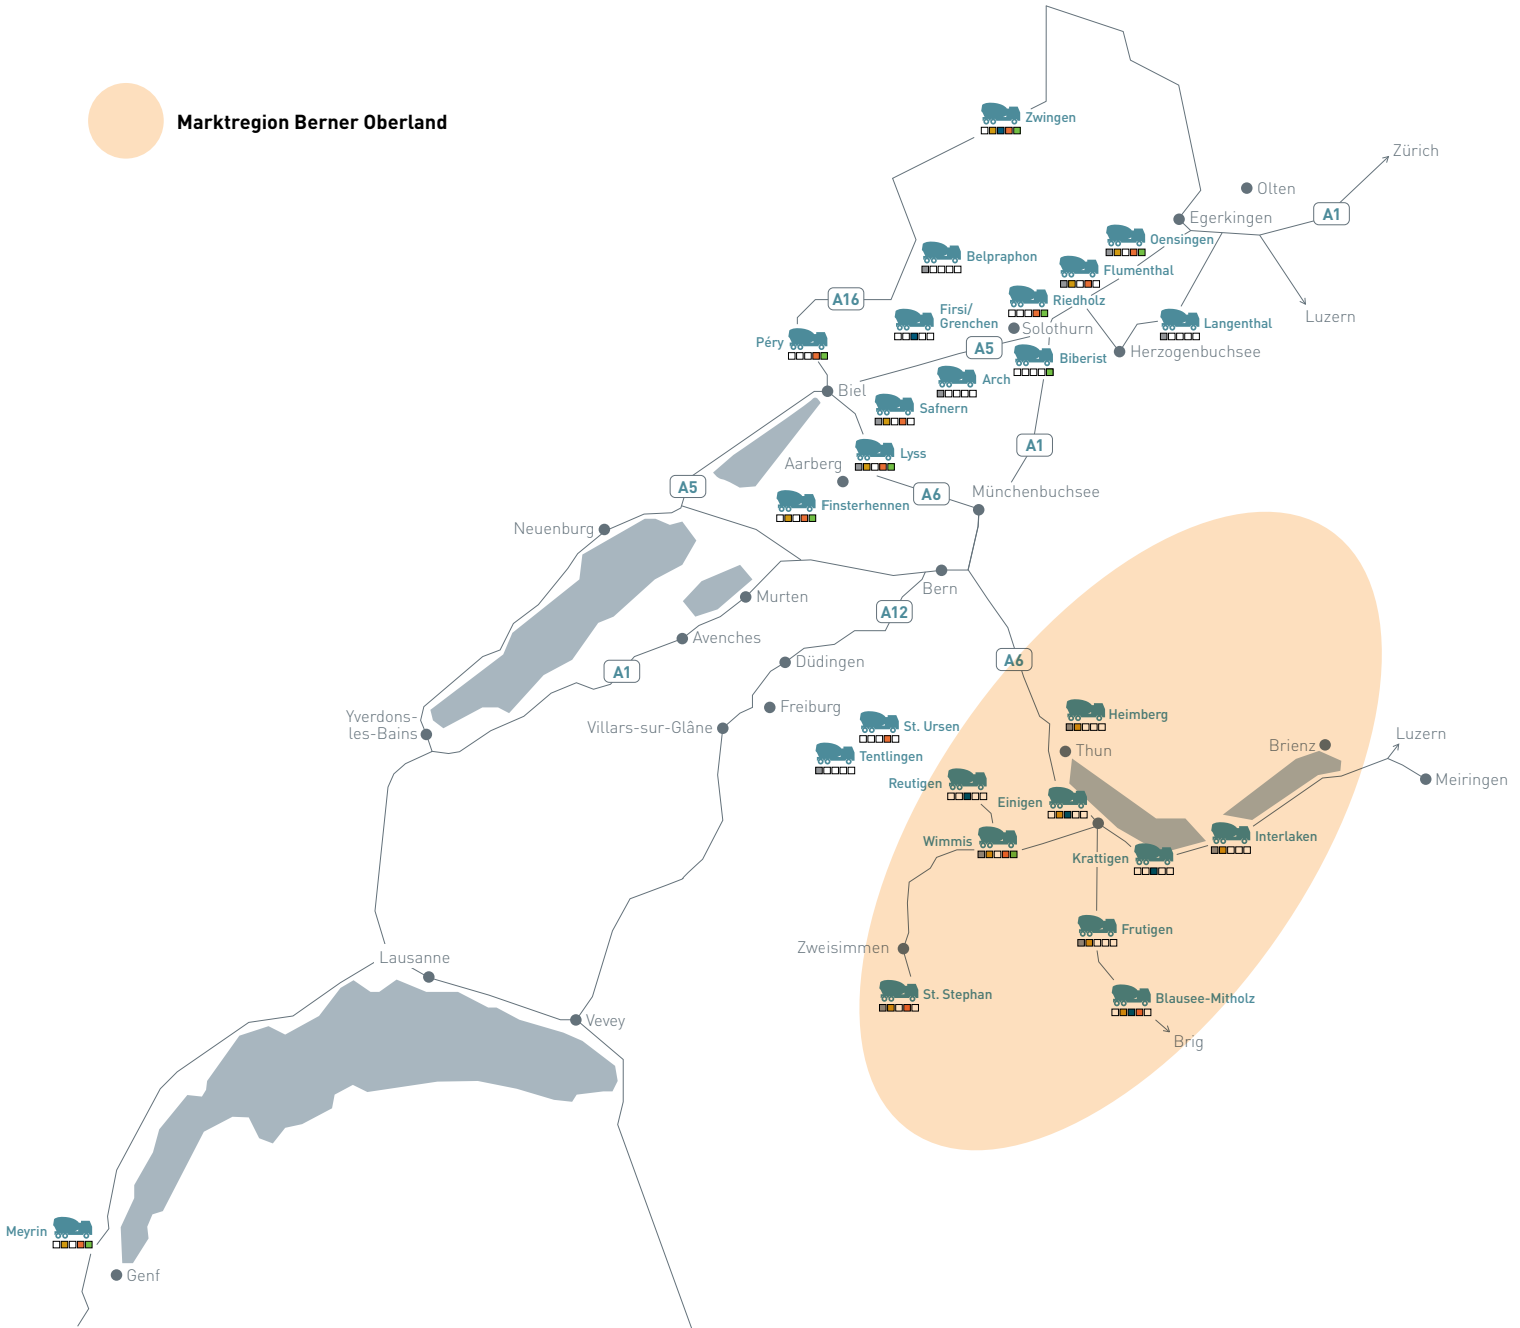 Marktregion Berner Oberland
Zwingen
Zürich
Olten
A1
Egerkingen
Oensingen
Belpraphon
Flumenthal
A16
Riedholz
Firsi/
Grenchen
Luzern
Langenthal
Solothurn
Péry
A5
Herzogenbuchsee
Biberist
Arch
Biel
Safnern
A1
Lyss
Aarberg
A5
A6
Münchenbuchsee
Finsterhennen
Neuenburg
Bern
Murten
A12
Avenches
A6
Düdingen
A1
Freiburg
Heimberg
Yverdons-
les-Bains
Villars-sur-Glâne
St. Ursen
Luzern
Brienz
Thun
Tentlingen
Meiringen
Reutigen
Einigen
Interlaken
Wimmis
Krattigen
Frutigen
Zweisimmen
Lausanne
St. Stephan
Blausee-Mitholz
Vevey
Brig
Meyrin
Genf